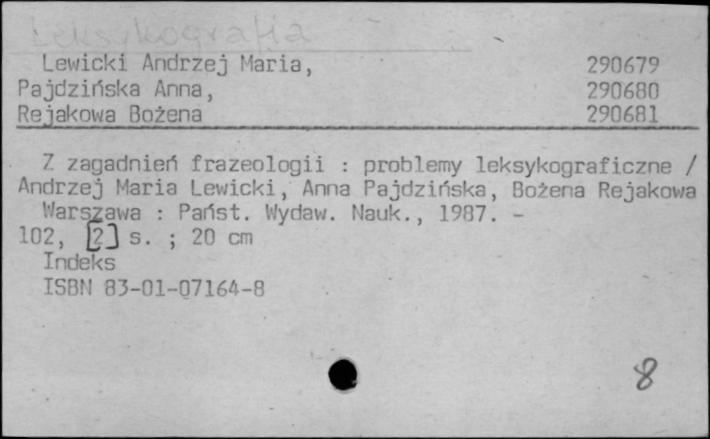 Leksykografia
Lewicki Andrzej Maria, 290679
Pajdzińska Anna, 290680
Rejakowa Bożena 290681
Z zagadnień frazeologii : problemy leksykograficzne /
Andrzej Maria Lewicki, Anna Pajdzińska, Bożena Rejakowa
Warszawa : Państ. Wydaw. Nauk., 1987. -
102, [2] s. ; 20 cm
Indeks
ISBN 83-01-07164-8
8